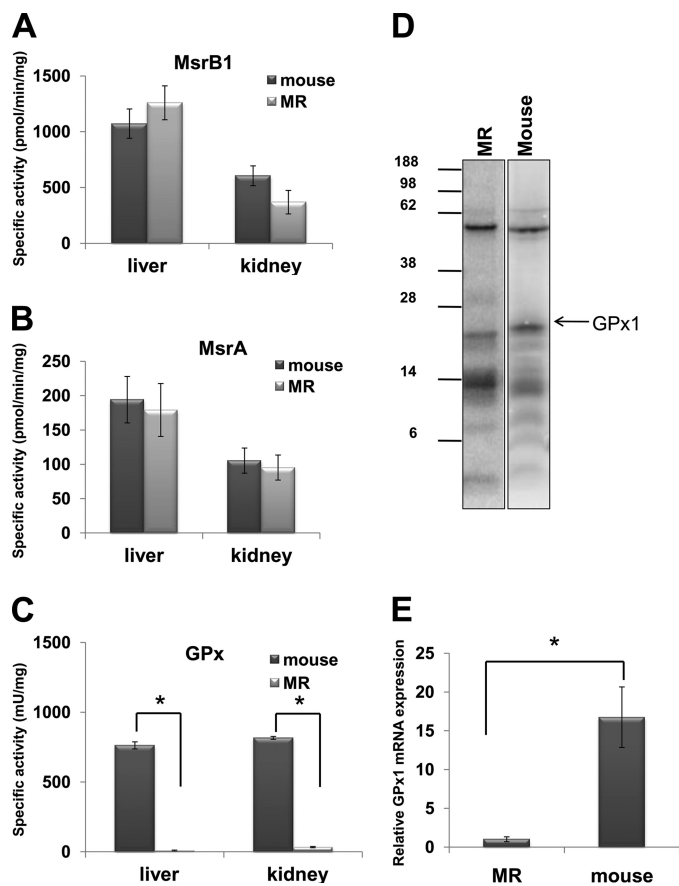 A
MsrB1
Specific activity (pmol/min/mg)
1500
1000
500
0
mouse
MR
liver
kidney
B
MsrA
Specific activity (pmol/min/mg)
250
200
150
100
50
0
mouse
MR
liver
kidney
C
GPx
Specific activity (mU/mg)
1500
1000
500
0
mouse
MR
*
*
liver
kidney
D
MR
Mouse
188
98
62
38
28
14
6
GPx1
E
Relative GPx1 mRNA expression
25
20
15
10
5
0
*
MR
mouse